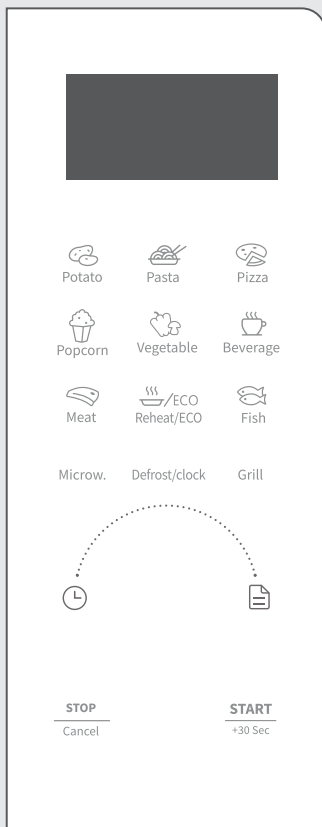 Potato Pasta Pizza
Popcorn Vegetable Beverage
/ECO
Meat Reheat/ECO Fish
Microw. Defrost/clock Grill
STOP START
Cancel +30 Sec